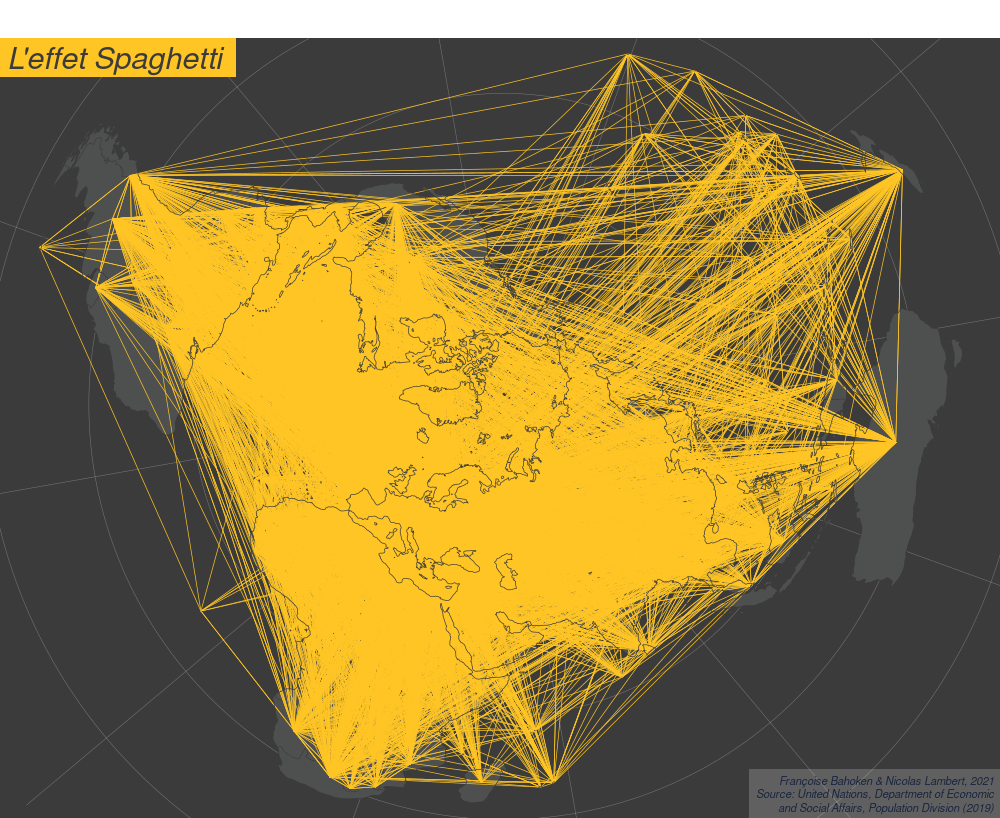 L'effet Spaghetti
Françoise Bahoken & Nicolas Lambert, 2021
Source: United Nations, Department of Economic
and Social Affairs, Population Division (2019)